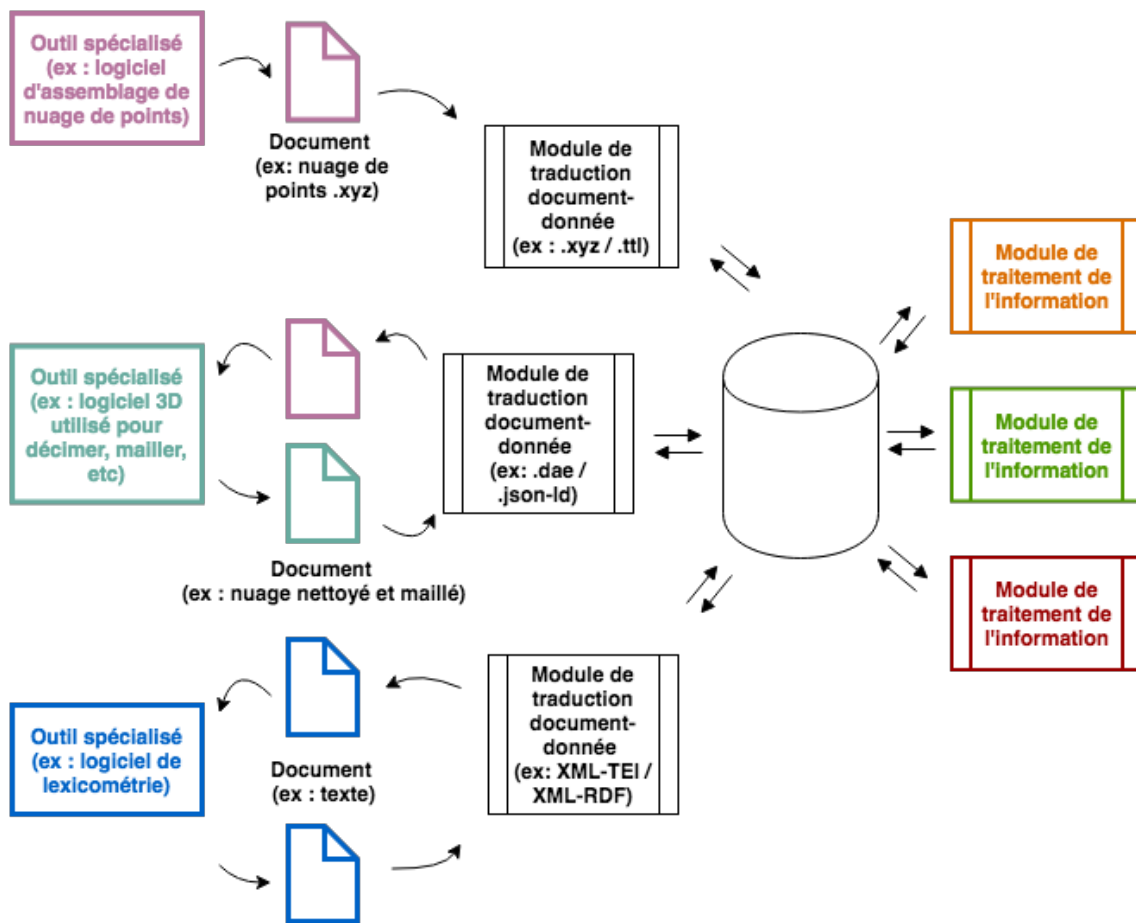 Outil spécialisé
(ex : logiciel
d'assemblage de
nuage de points)
Document
(ex: nuage de
points .xyz)
Module de
traduction
document-
donnée
(ex : .xyz / .ttl)
Outil spécialisé
(ex : logiciel 3D
utilisé pour
décimer, mailler,
etc)
Document
(ex : nuage nettoyé et maillé)
Module de
traduction
document-
donnée
(ex: .dae /
.json-ld)
Outil spécialisé
(ex : logiciel de
lexicométrie)
Document
(ex : texte)
Module de
traduction
document-
donnée
(ex: XML-TEI /
XML-RDF)
Module de
traitement de
l'information
Module de
traitement de
l'information
Module de
traitement de
l'information